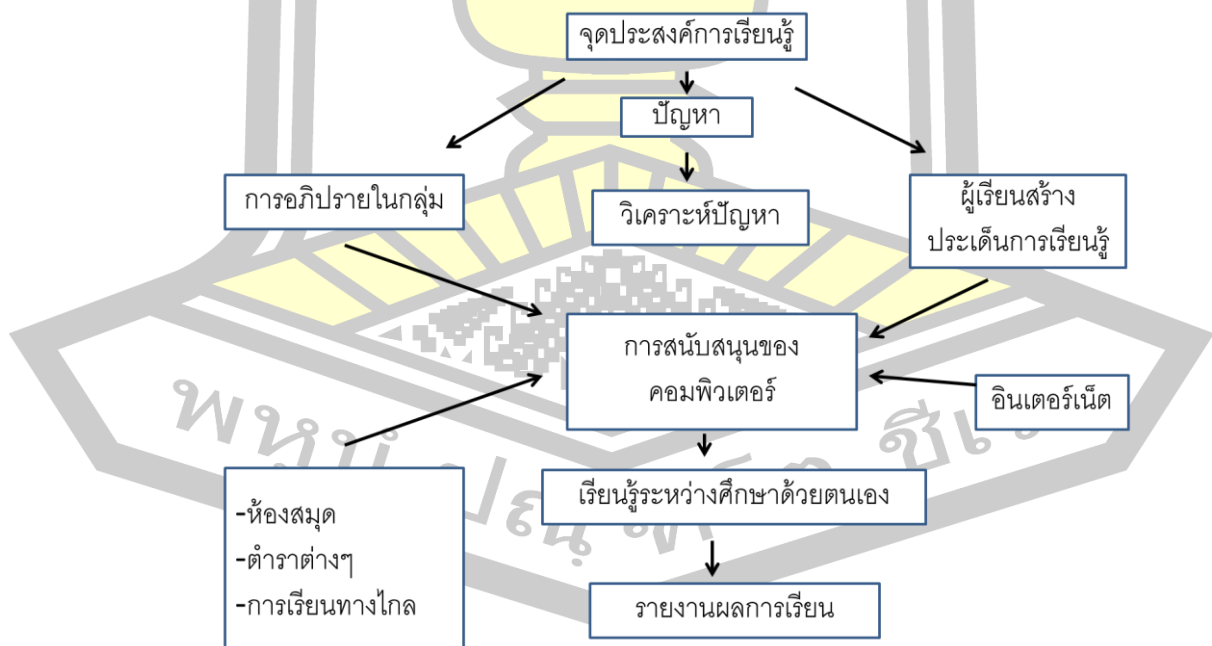 จุดประสงค์การเรียนรู้
ปัญหา
การอภิปรายในกลุ่ม
วิเคราะห์ปัญหา
ผู้เรียนสร้าง
ประเด็นการเรียนรู้
การสนับสนุนของ
คอมพิวเตอร์
อินเตอร์เน็ต
เรียนรู้ระหว่างศึกษาด้วยตนเอง
-ห้องสมุด
-ตำราต่างๆ
-การเรียนทางไกล
รายงานผลการเรียน